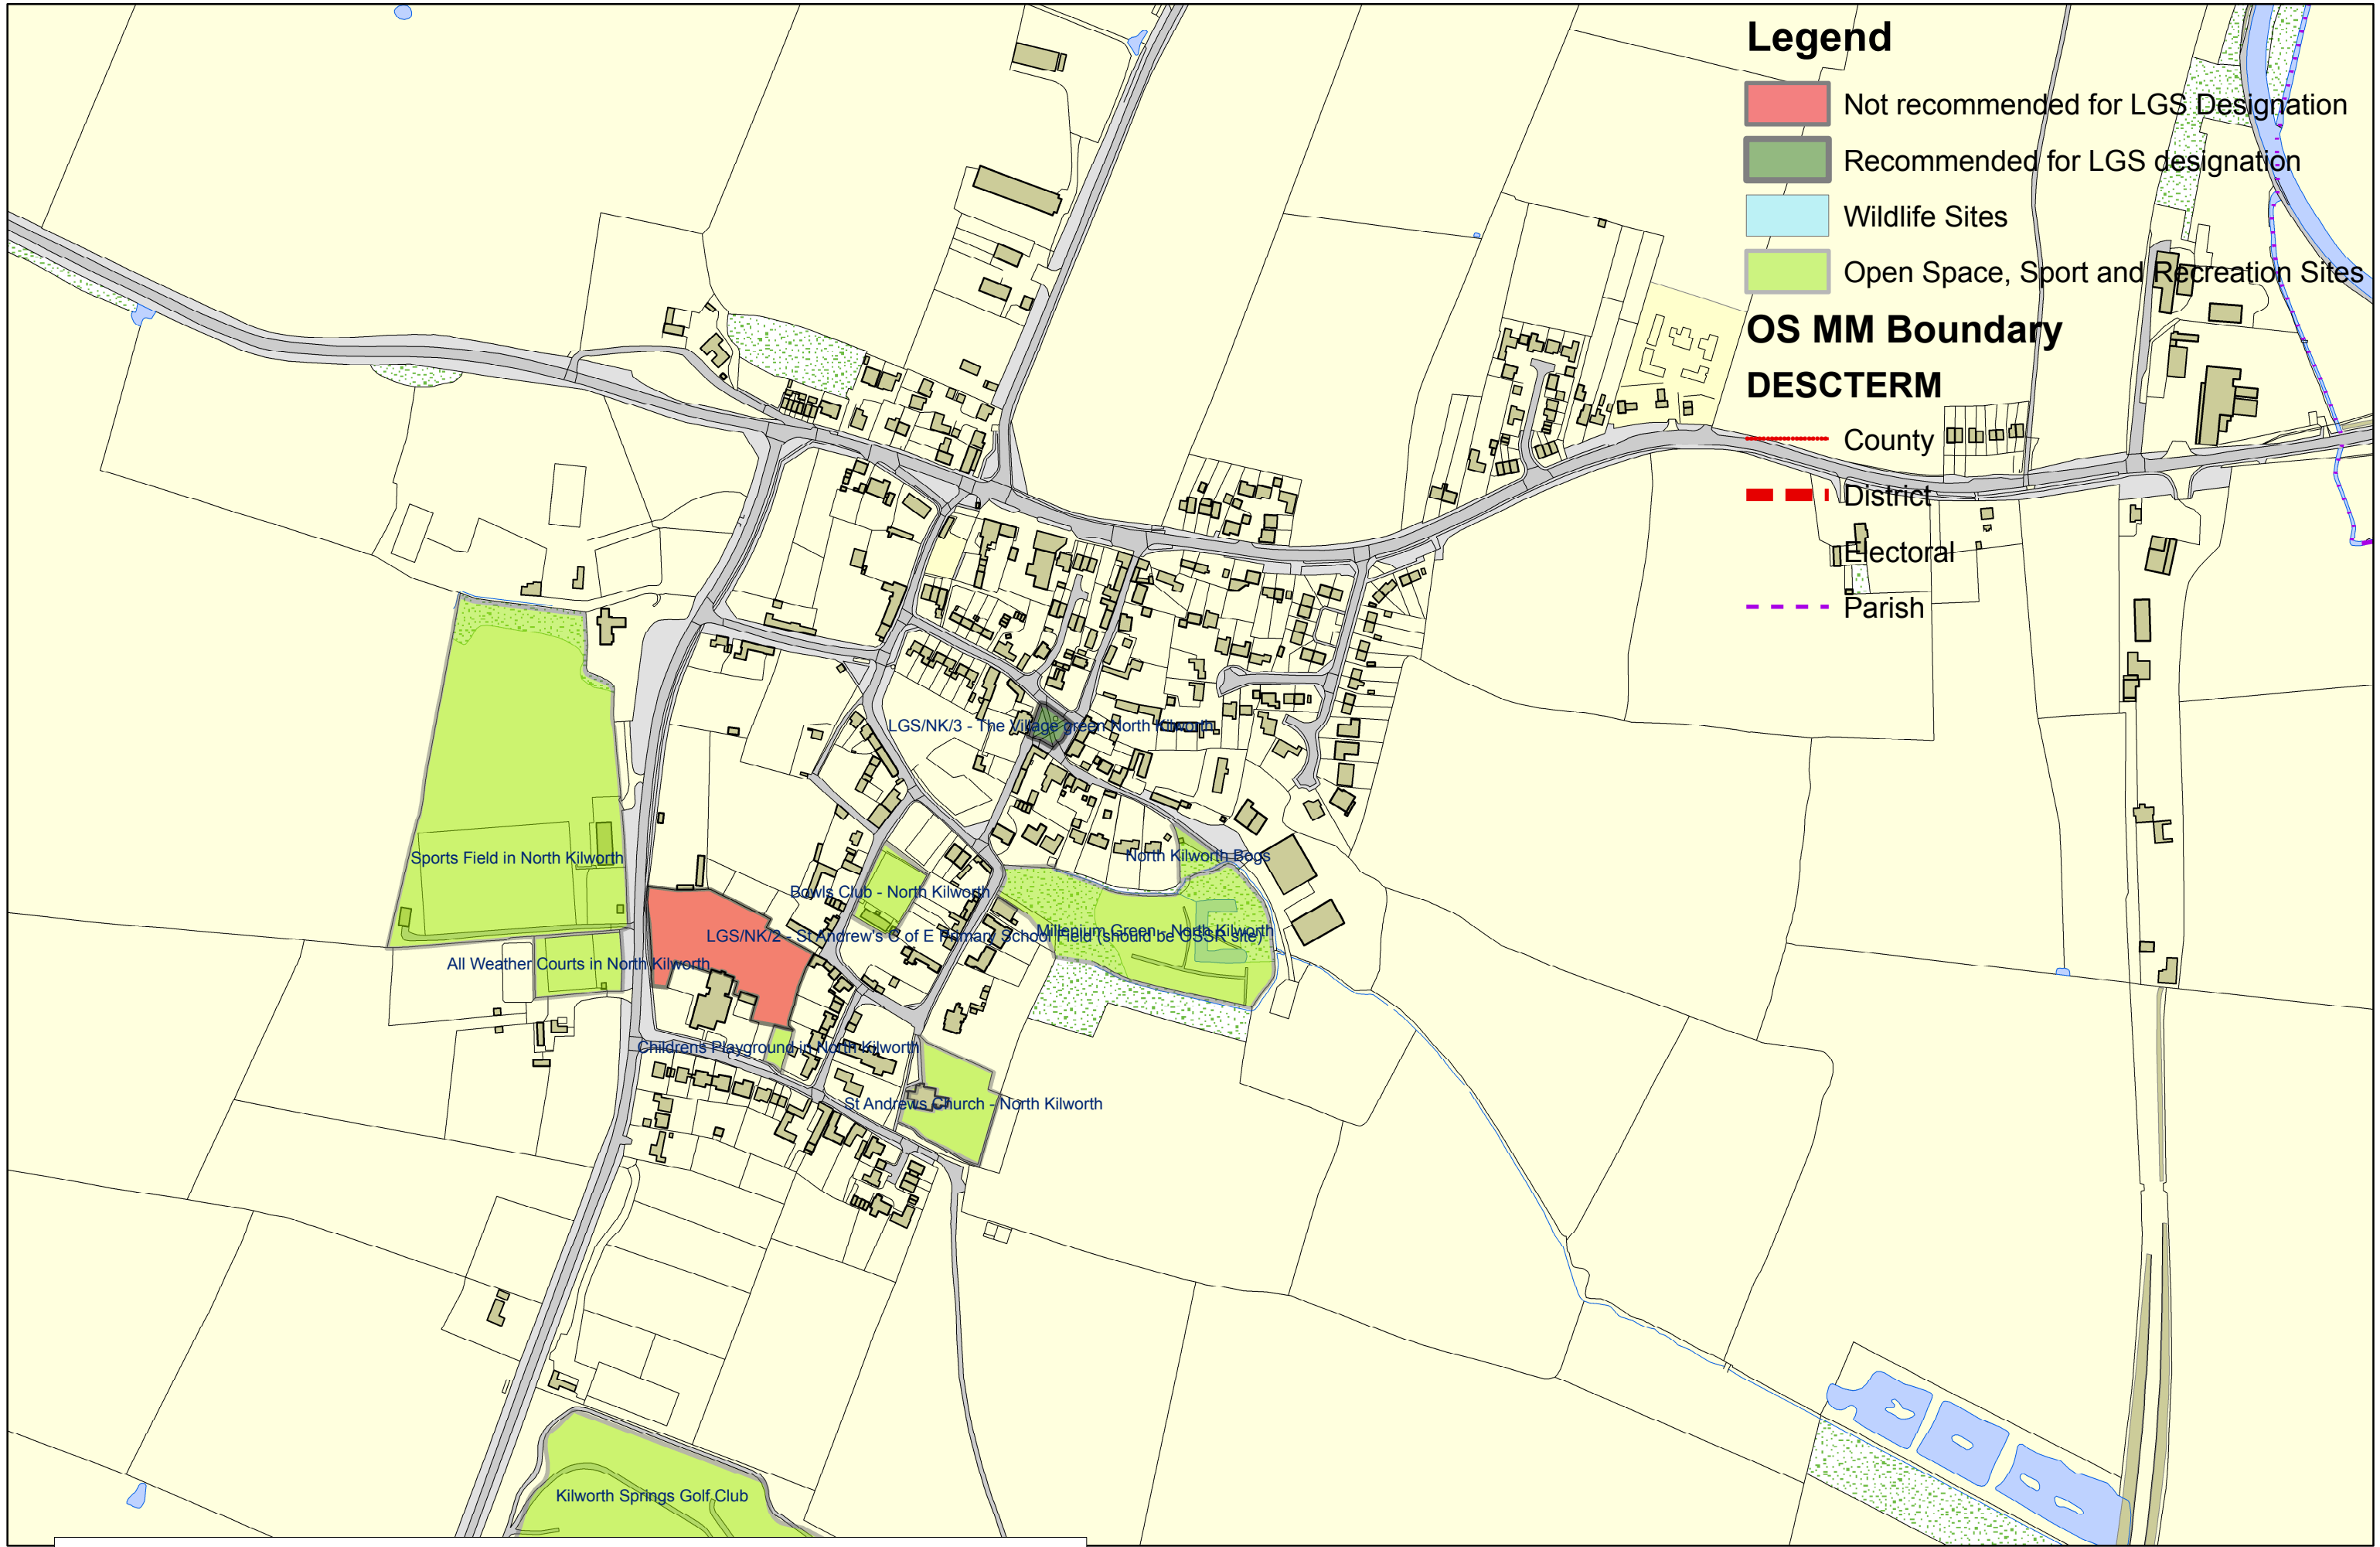 Legend
Not recommended for LGS Designation
Recommended for LGS designation
Wildlife Sites
Open Space, Sport and Recreation Sites
OS MM Boundary
DESCTERM
County
District
Electoral
Parish
LGS/NK/3 - The Village green North Kilworth
Sports Field in North Kilworth
North Kilworth Bogs
Bowls Club - North Kilworth
Millenium Green - North Kilworth
LGS/NK/2 - St Andrew's C of E Primary School Field (should be OSSR site)
All Weather Courts in North Kilworth
Childrens Playground in North Kilworth
St Andrews Church - North Kilworth
Kilworth Springs Golf Club